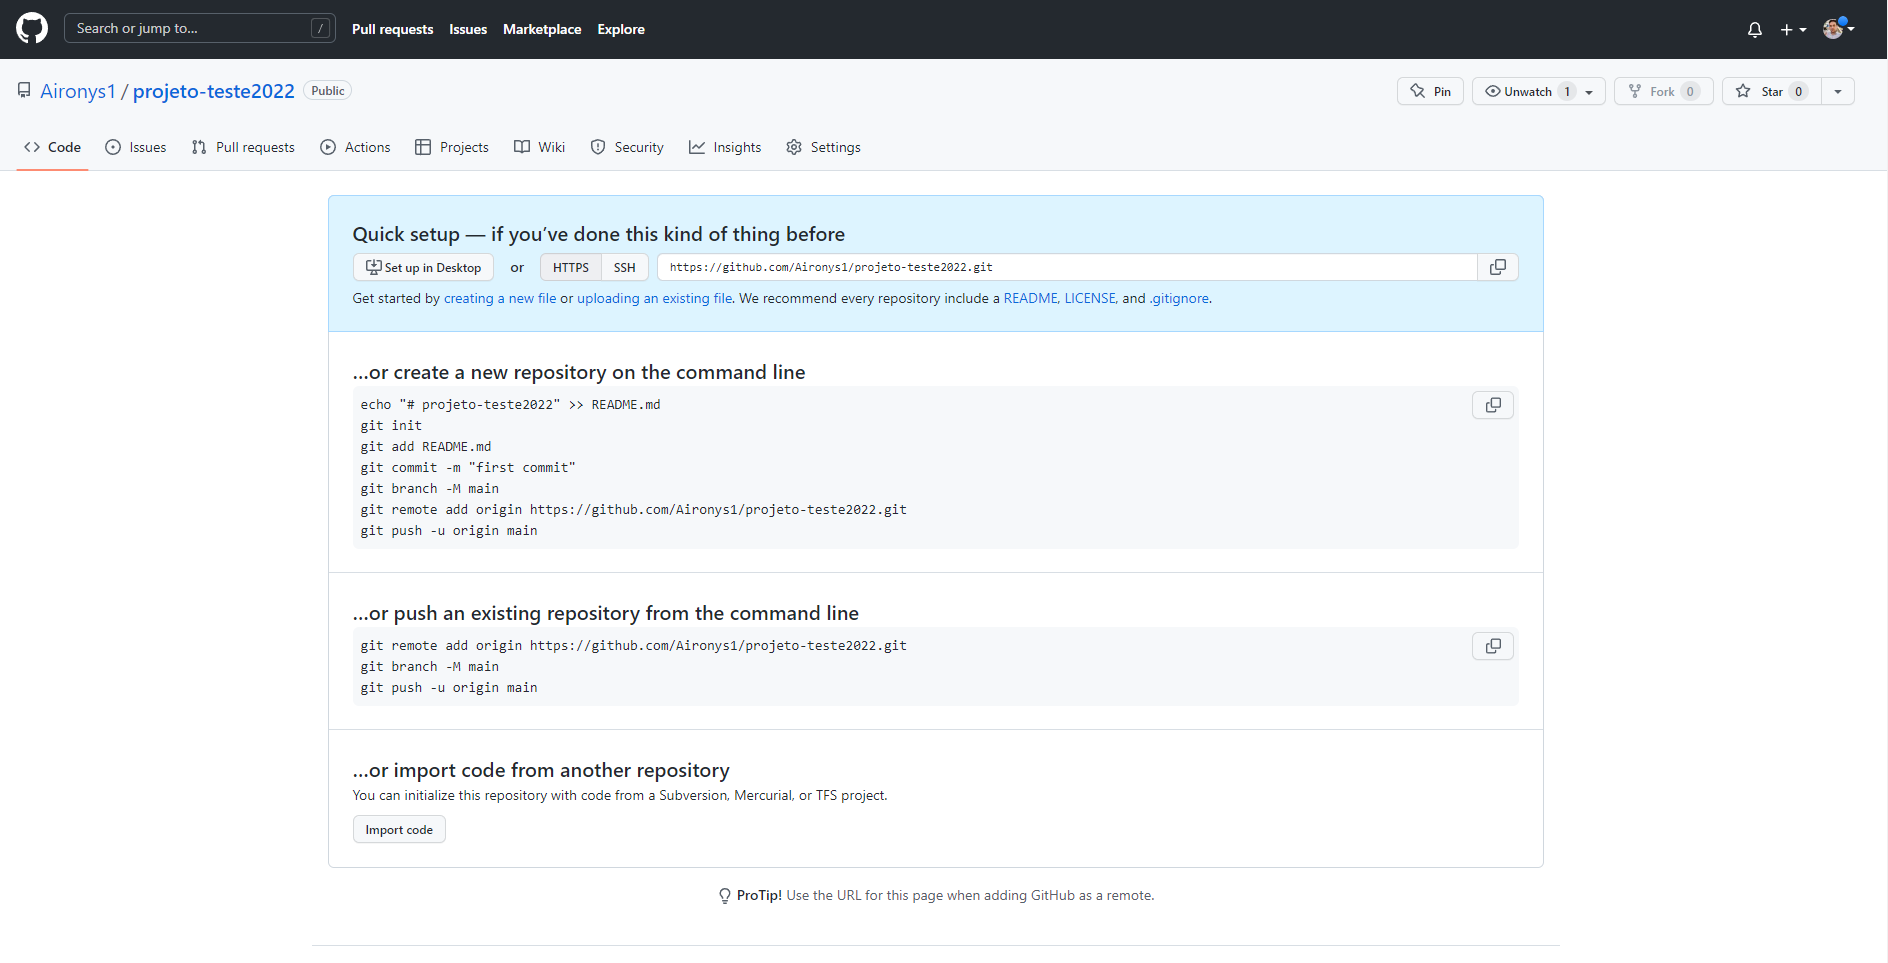 Search or jump to... /
Pull requests Issues Marketplace Explore
Aironys1 / projeto-teste2022 Public
Pin Unwatch 1 Fork 0 Star 0
Code Issues Pull requests Actions Projects Wiki Security Insights Settings
Quick setup — if you’ve done this kind of thing before
Set up in Desktop or HTTPS SSH https://github.com/Aironys1/projeto-teste2022.git
Get started by creating a new file or uploading an existing file. We recommend every repository include a README, LICENSE, and .gitignore.
…or create a new repository on the command line
echo "# projeto-teste2022" >> README.md
git init
git add README.md
git commit -m "first commit"
git branch -M main
git remote add origin https://github.com/Aironys1/projeto-teste2022.git
git push -u origin main
…or push an existing repository from the command line
git remote add origin https://github.com/Aironys1/projeto-teste2022.git
git branch -M main
git push -u origin main
…or import code from another repository
You can initialize this repository with code from a Subversion, Mercurial, or TFS project.
Import code
ProTip! Use the URL for this page when adding GitHub as a remote.